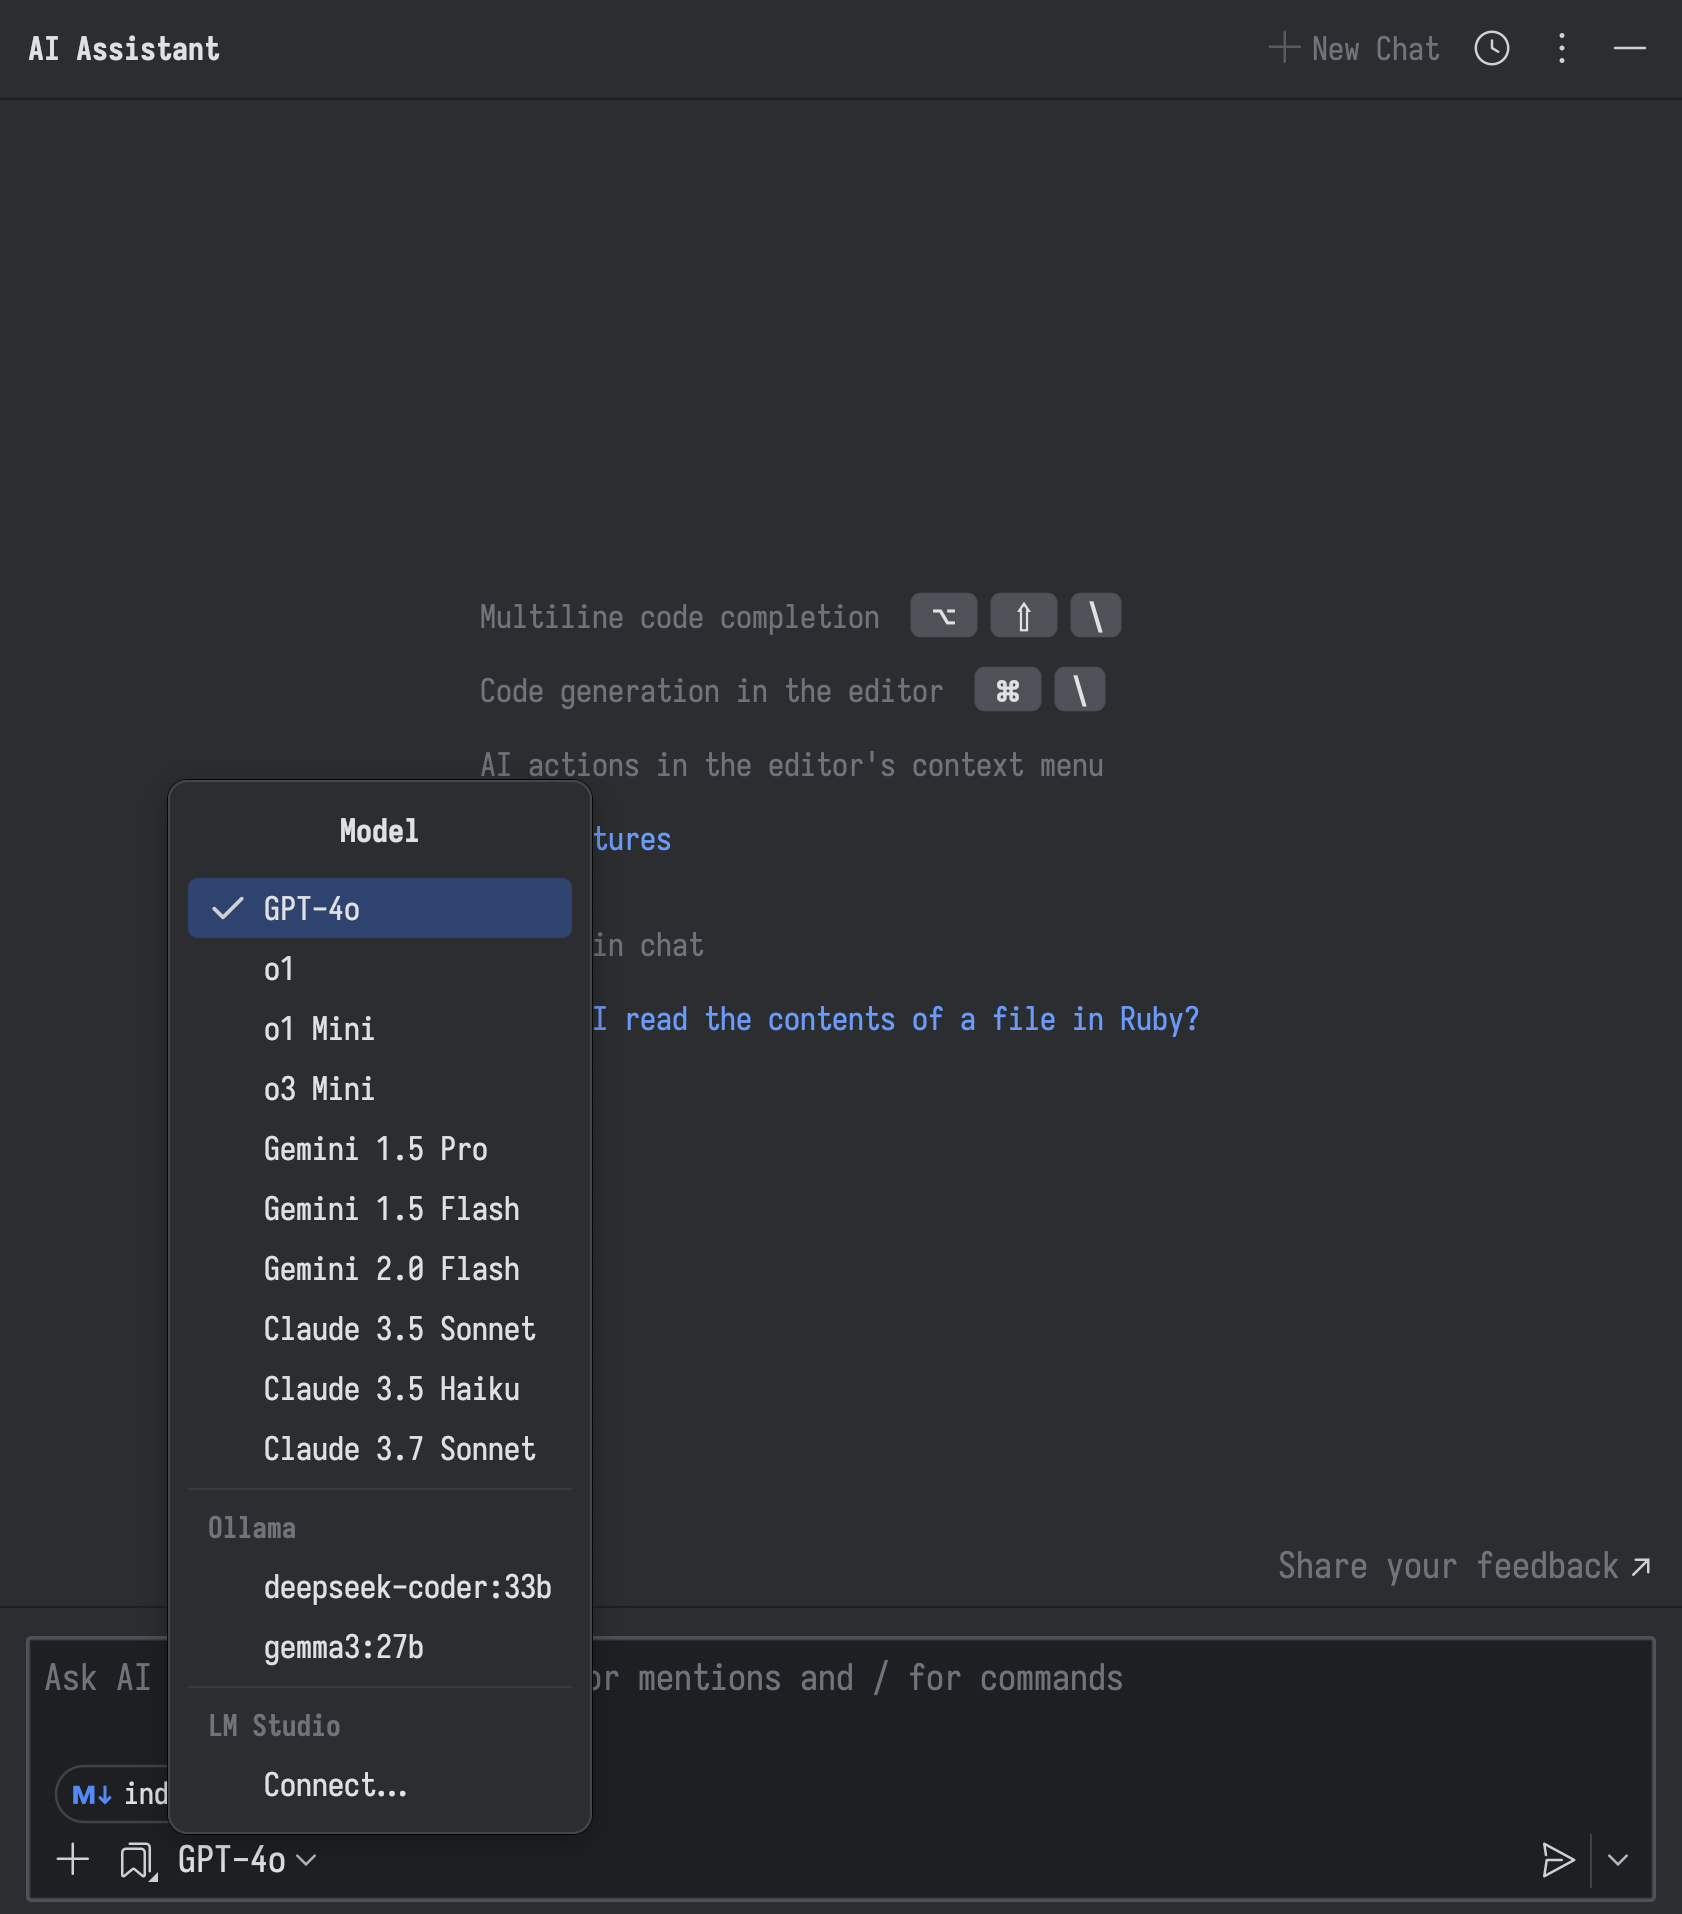 AI Assistant
New Chat
Multiline code completion ⌥ ⇧ \
Code generation in the editor ⌘ \
AI actions in the editor's context menu
tures
in chat
I read the contents of a file in Ruby?
Model
GPT-4o
o1
o1 Mini
o3 Mini
Gemini 1.5 Pro
Gemini 1.5 Flash
Gemini 2.0 Flash
Claude 3.5 Sonnet
Claude 3.5 Haiku
Claude 3.7 Sonnet
Ollama
deepseek-coder:33b
gemma3:27b
LM Studio
Connect...
Share your feedback
Ask AI or mentions and / for commands
M↓ ind
GPT-4o